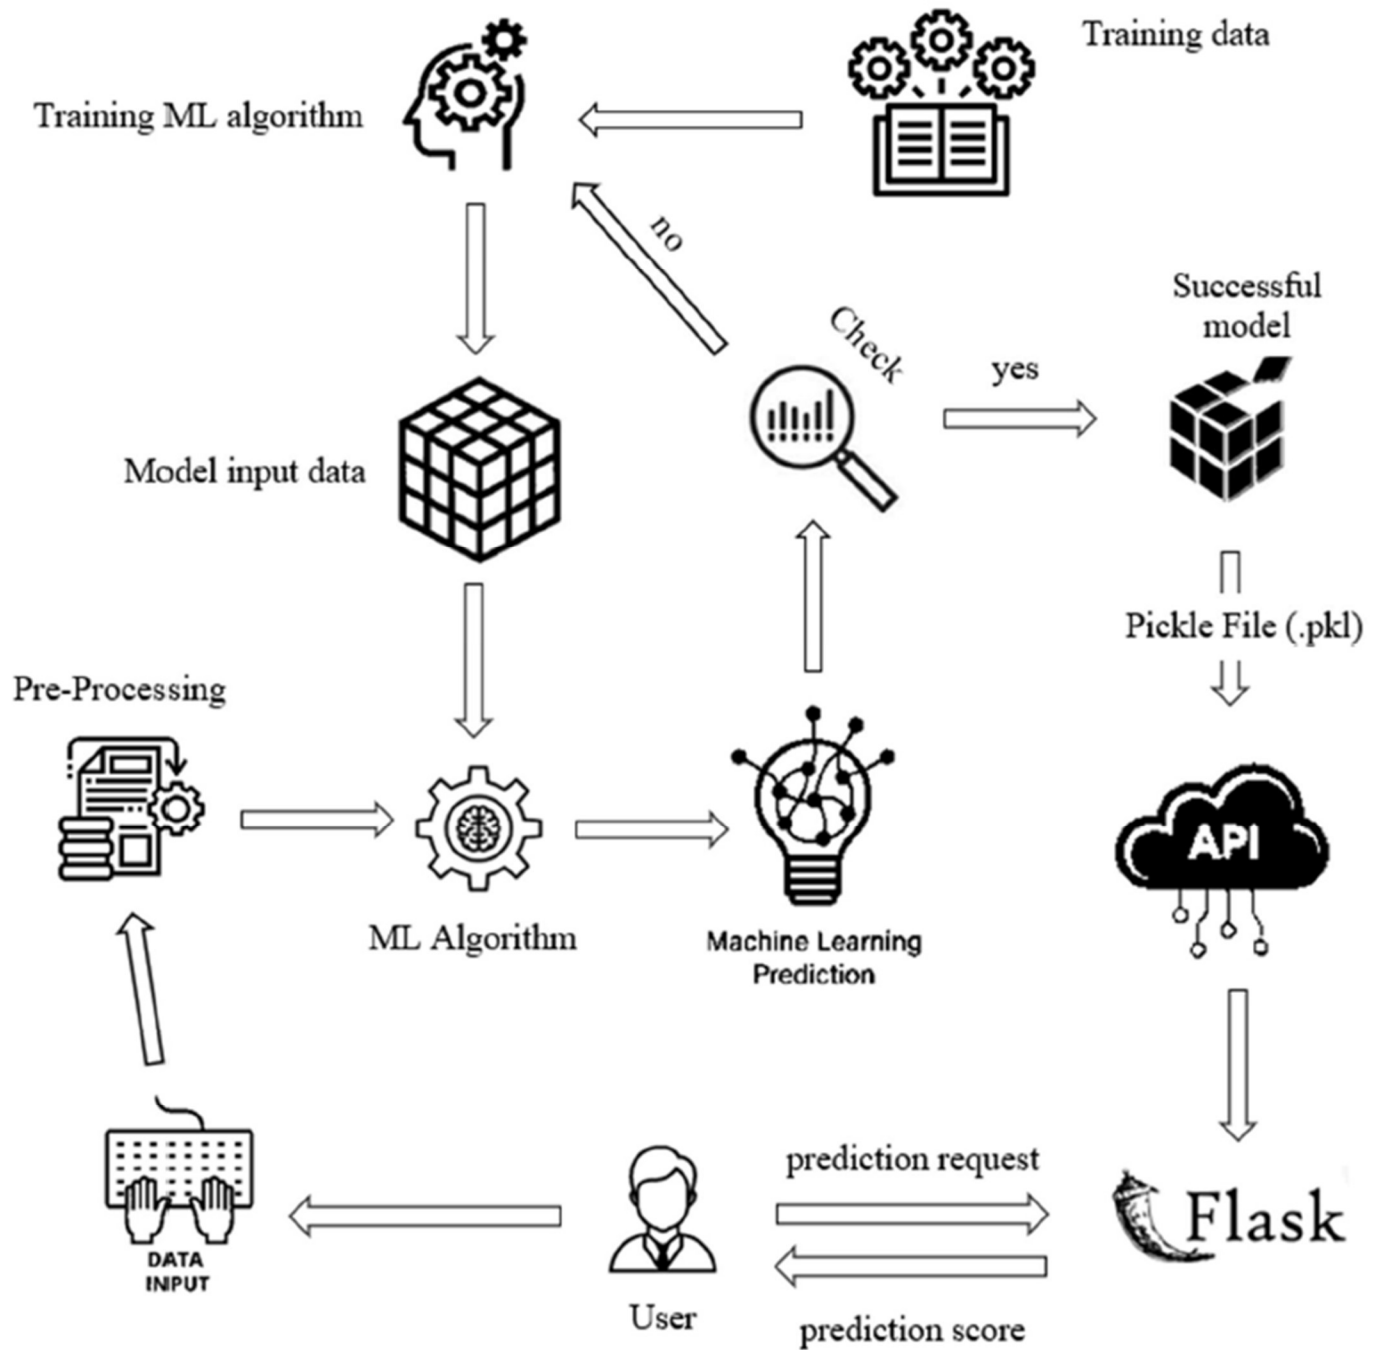 Training data
Training ML algorithm
no
Successful
model
Check
yes
Model input data
Pickle File (.pkl)
Pre-Processing
API
ML Algorithm
Machine Learning
Prediction
prediction request
Flask
DATA
INPUT
User
prediction score